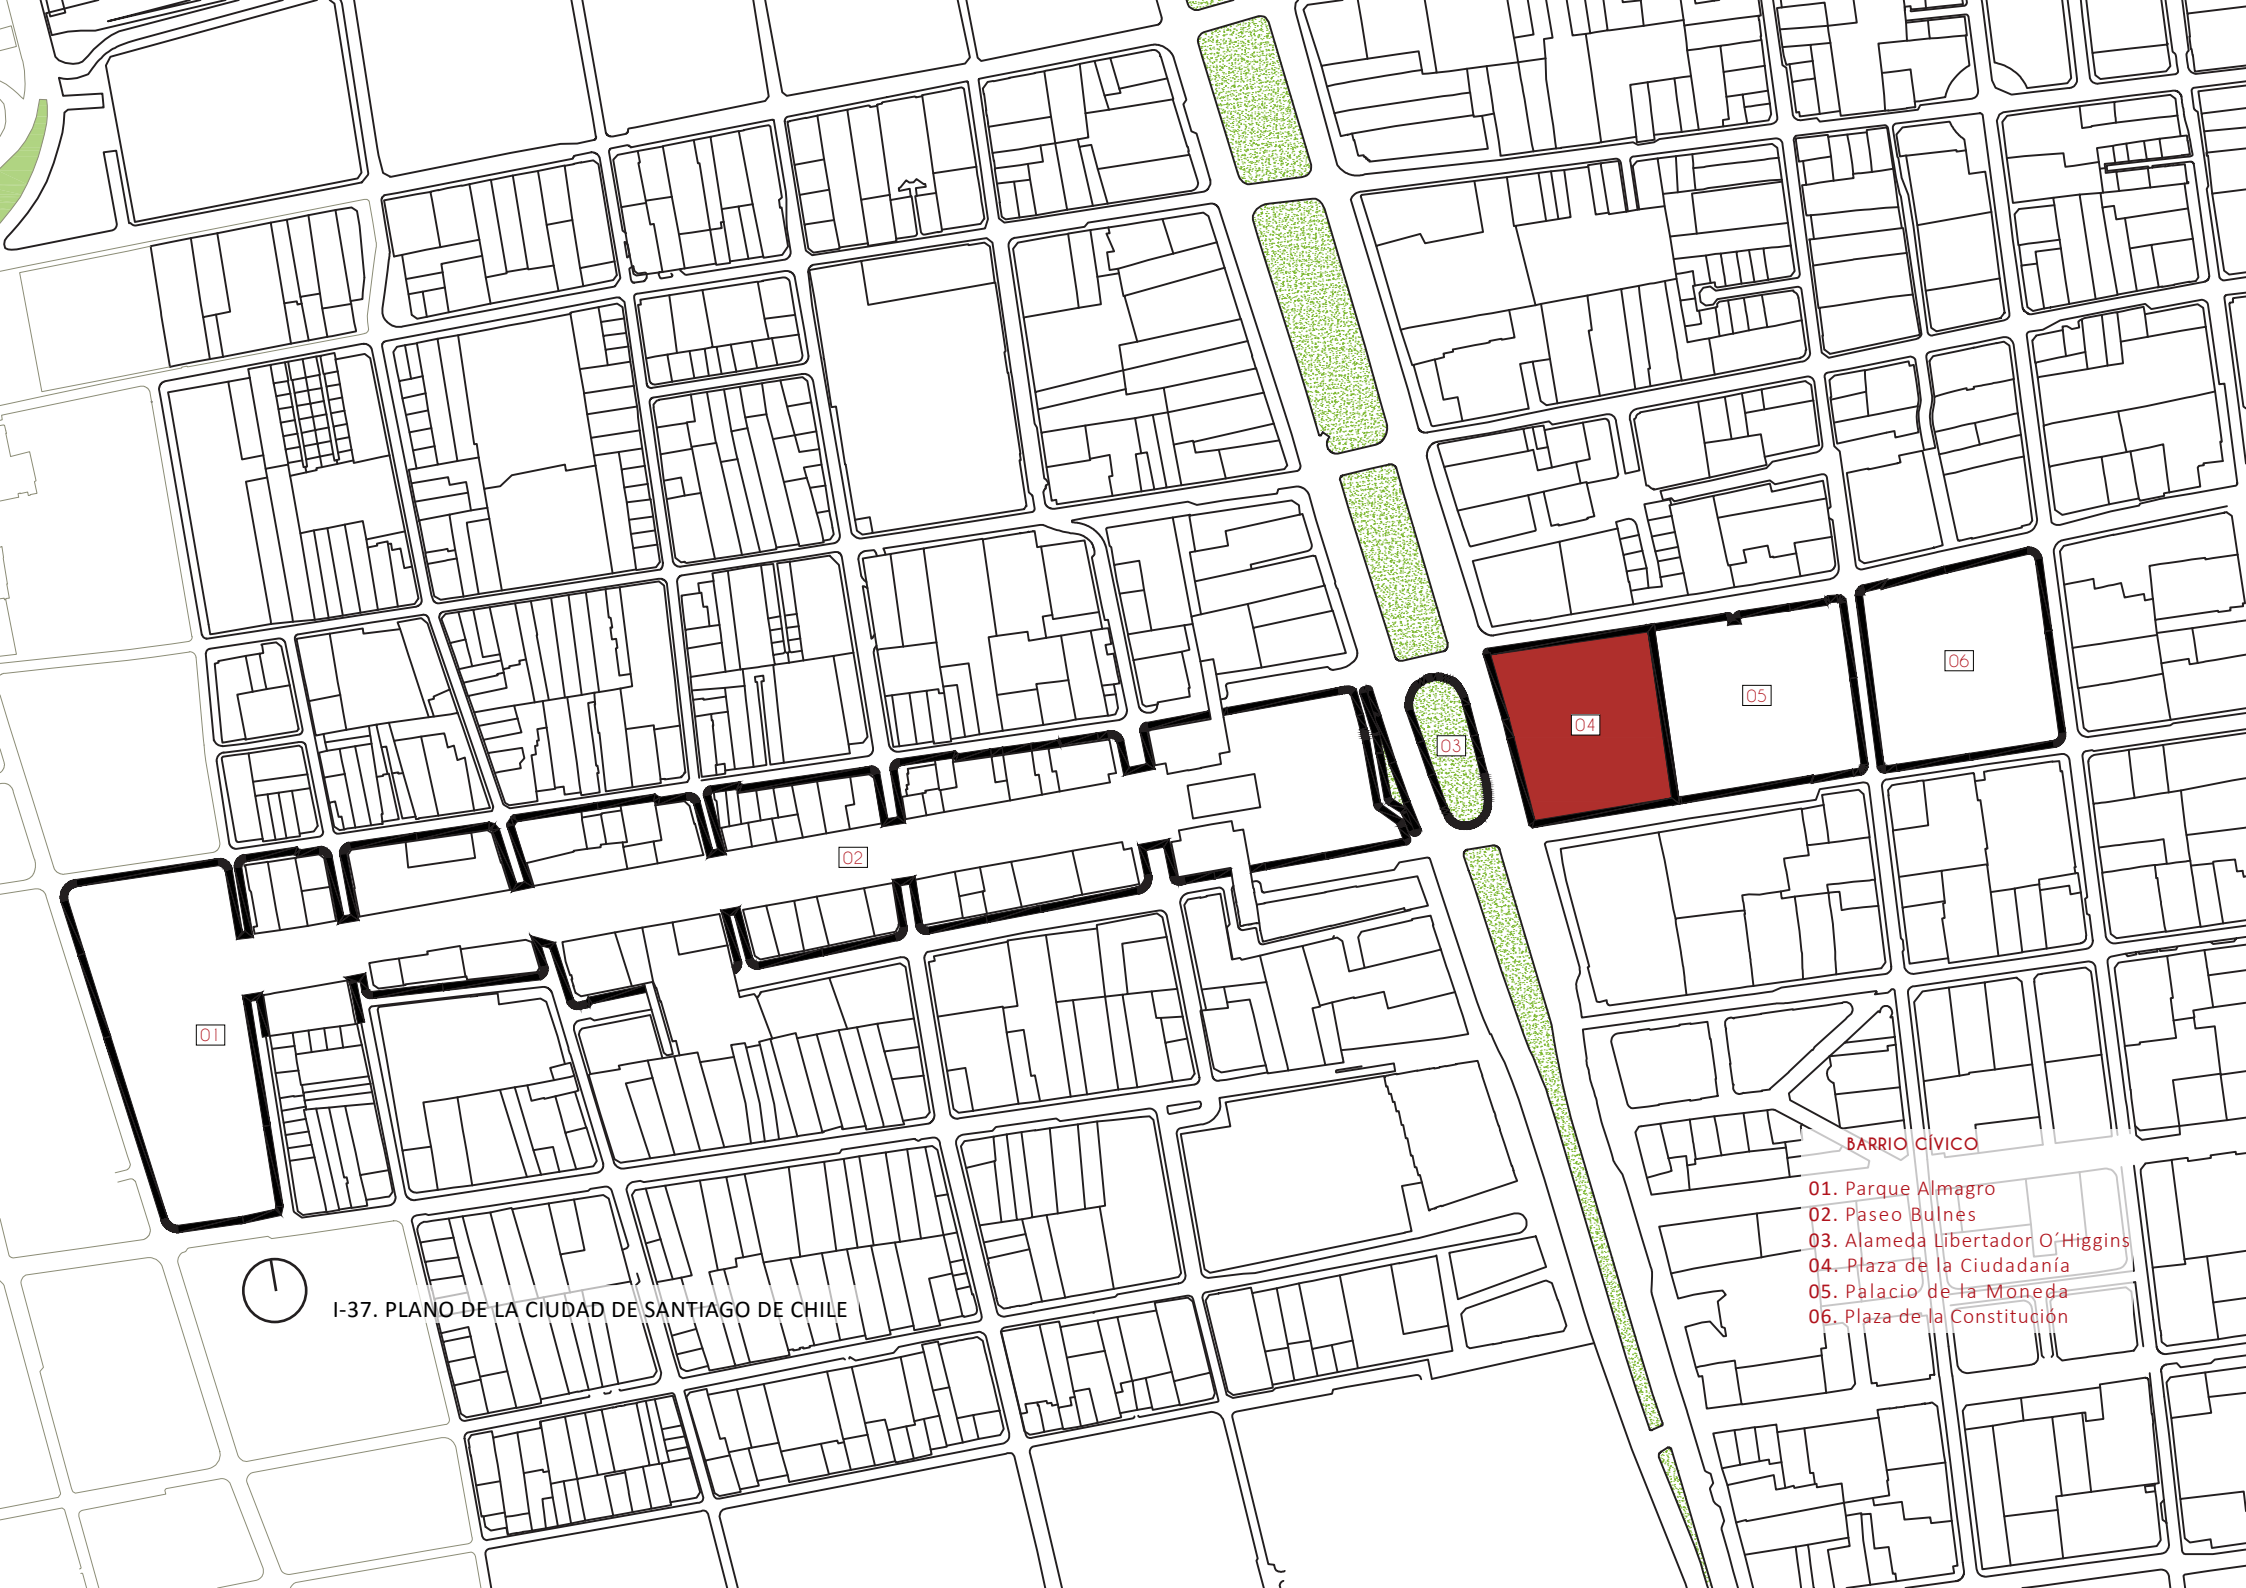 06
05
04
03
02
01
BARRIO CÍVICO
01. Parque Almagro
02. Paseo Bulnes
03. Alameda Libertador O´Higgins
04. Plaza de la Ciudadanía
05. Palacio de la Moneda
06. Plaza de la Constitución
I-37. PLANO DE LA CIUDAD DE SANTIAGO DE CHILE